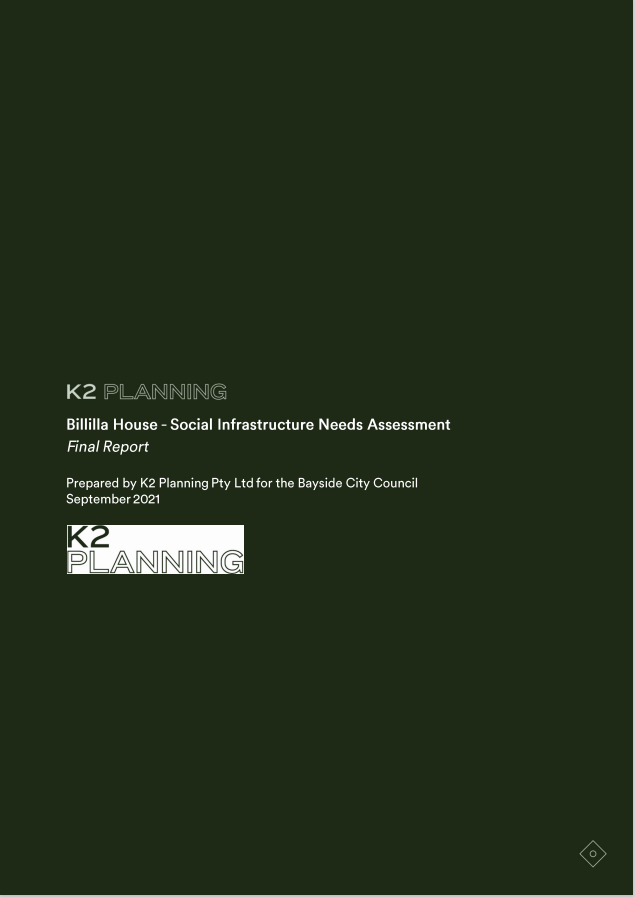 K2 PLANNING
Billilla House - Social Infrastructure Needs Assessment
Final Report
Prepared by K2 Planning Pty Ltd for the Bayside City Council
September 2021
K2
PLANNING